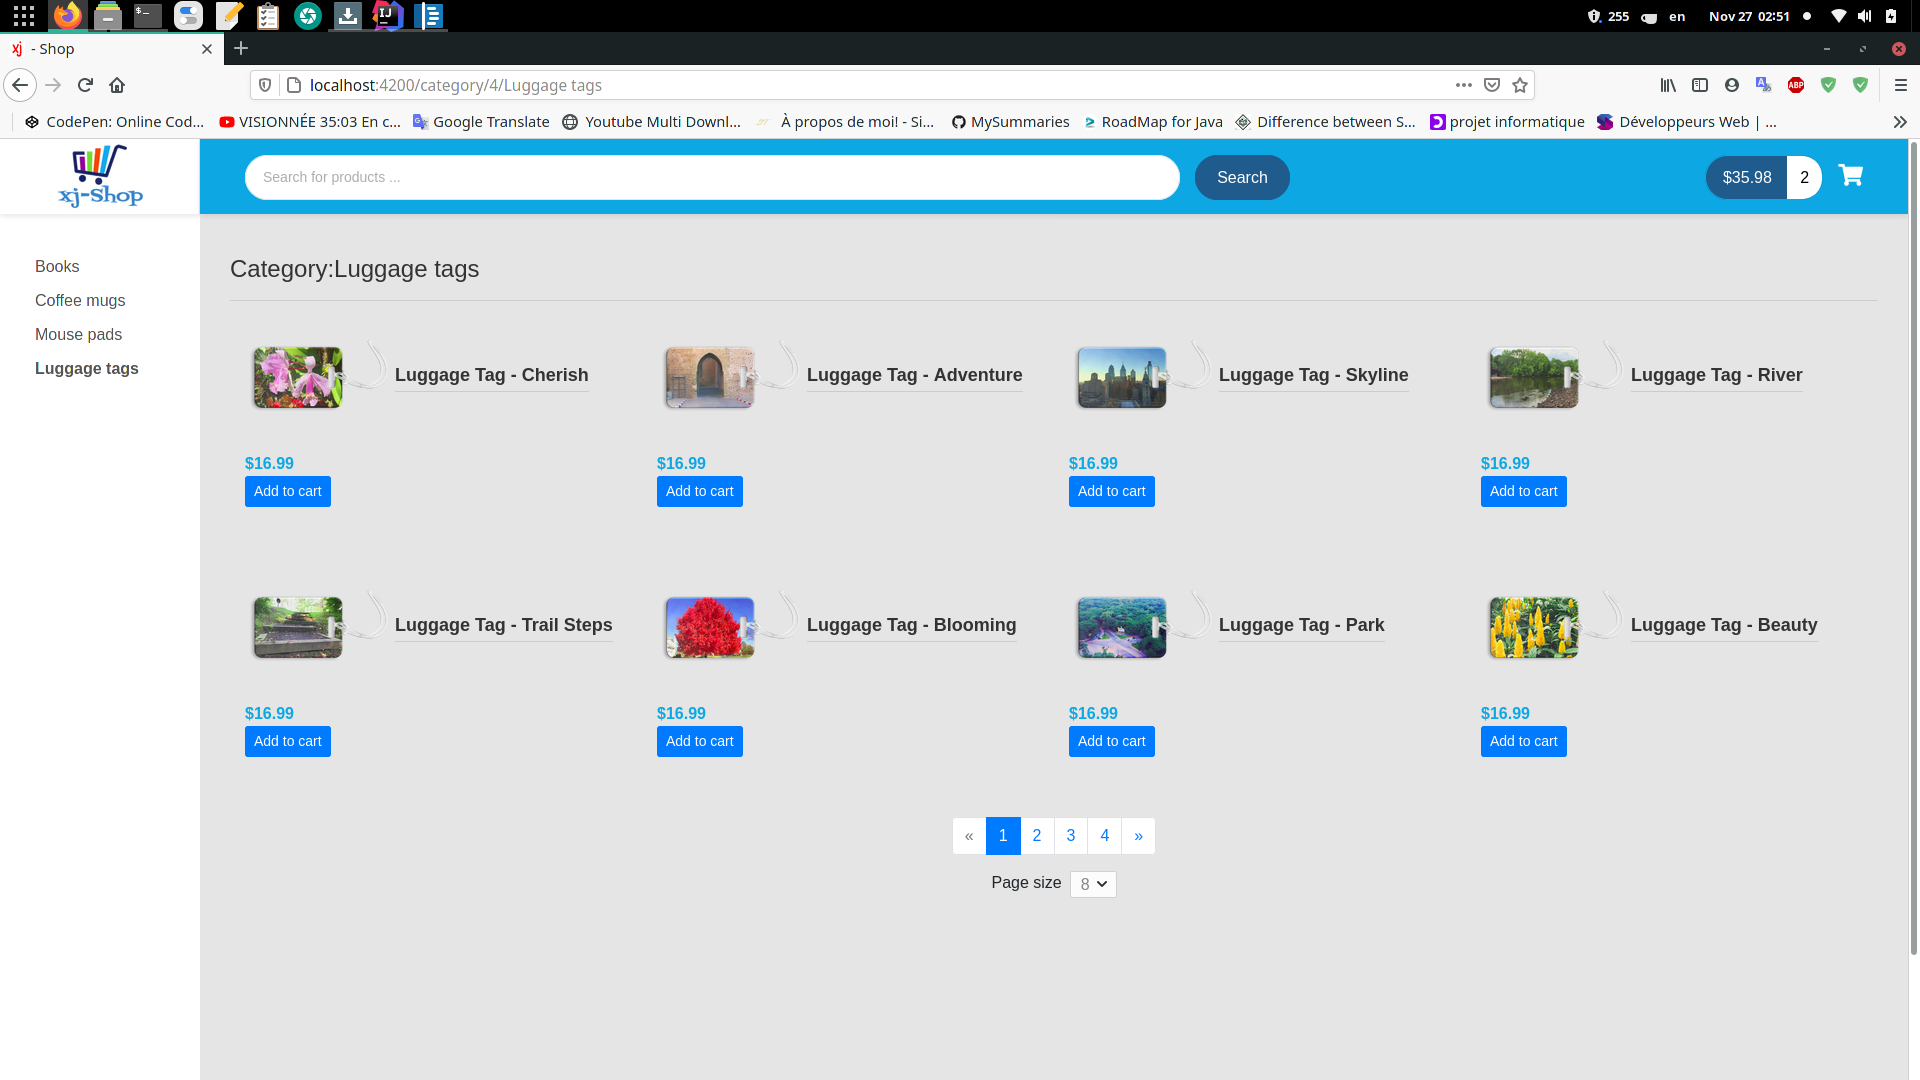 255 en Nov 27 02:51
xj - Shop
localhost:4200/category/4/Luggage tags
CodePen: Online Cod... VISIONNÉE 35:03 En c... Google Translate Youtube Multi Downl... À propos de moi! - Si... MySummaries RoadMap for Java Difference between S... projet informatique Développeurs Web | ...
xj-Shop
Search for products ... Search $35.98 2
Books
Coffee mugs
Mouse pads
Luggage tags
Category:Luggage tags
Luggage Tag - Cherish Luggage Tag - Adventure Luggage Tag - Skyline Luggage Tag - River
$16.99 $16.99 $16.99 $16.99
Add to cart Add to cart Add to cart Add to cart
Luggage Tag - Trail Steps Luggage Tag - Blooming Luggage Tag - Park Luggage Tag - Beauty
$16.99 $16.99 $16.99 $16.99
Add to cart Add to cart Add to cart Add to cart
« 1 2 3 4 »
Page size 8